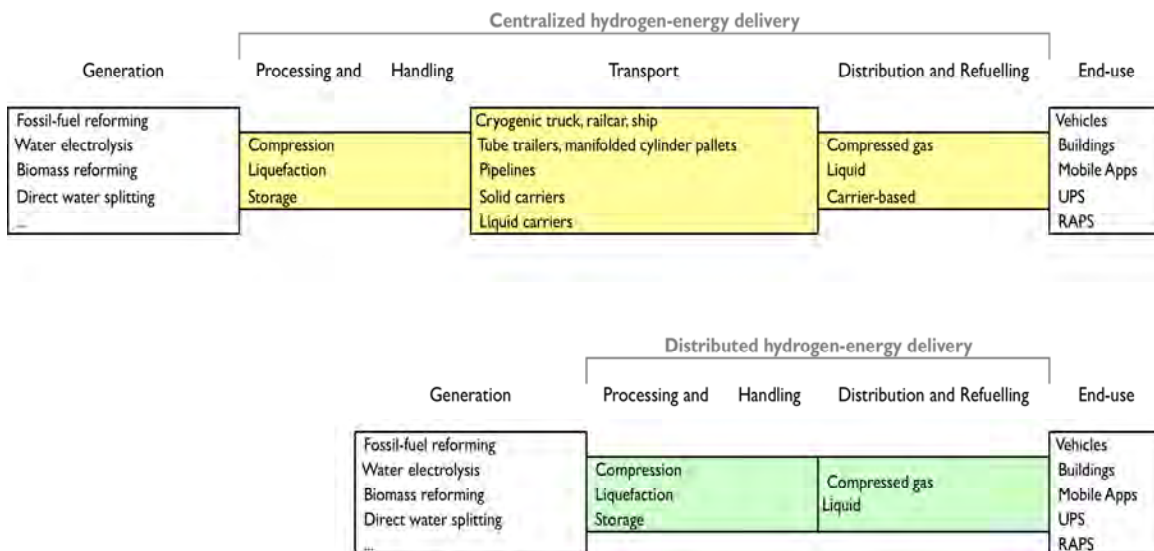 Centralized hydrogen-energy delivery
Generation
Processing and Handling
Transport
Distribution and Refuelling
End-use
Fossil-fuel reforming
Water electrolysis
Biomass reforming
Direct water splitting
...
Compression
Liquefaction
Storage
Cryogenic truck, railcar, ship
Tube trailers, manifolded cylinder pallets
Pipelines
Solid carriers
Liquid carriers
Compressed gas
Liquid
Carrier-based
Vehicles
Buildings
Mobile Apps
UPS
RAPS
Distributed hydrogen-energy delivery
Generation
Processing and Handling
Distribution and Refuelling
End-use
Fossil-fuel reforming
Water electrolysis
Biomass reforming
Direct water splitting
...
Compression
Liquefaction
Storage
Compressed gas
Liquid
Vehicles
Buildings
Mobile Apps
UPS
RAPS